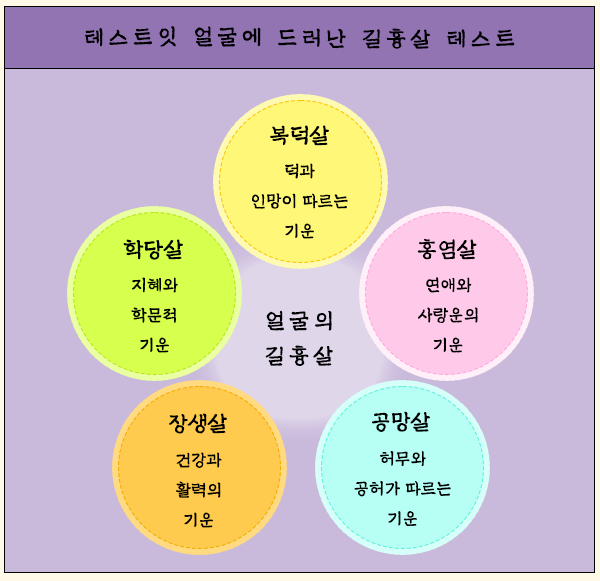 테스트잇 얼굴에 드러난 길흉살 테스트
복덕살
덕과
인망이 따르는
기운
학당살
지혜와
학문적
기운
홍염살
연애와
사랑운의
기운
얼굴의
길흉살
장생살
건강과
활력의
기운
공망살
허무와
공허가 따르는
기운